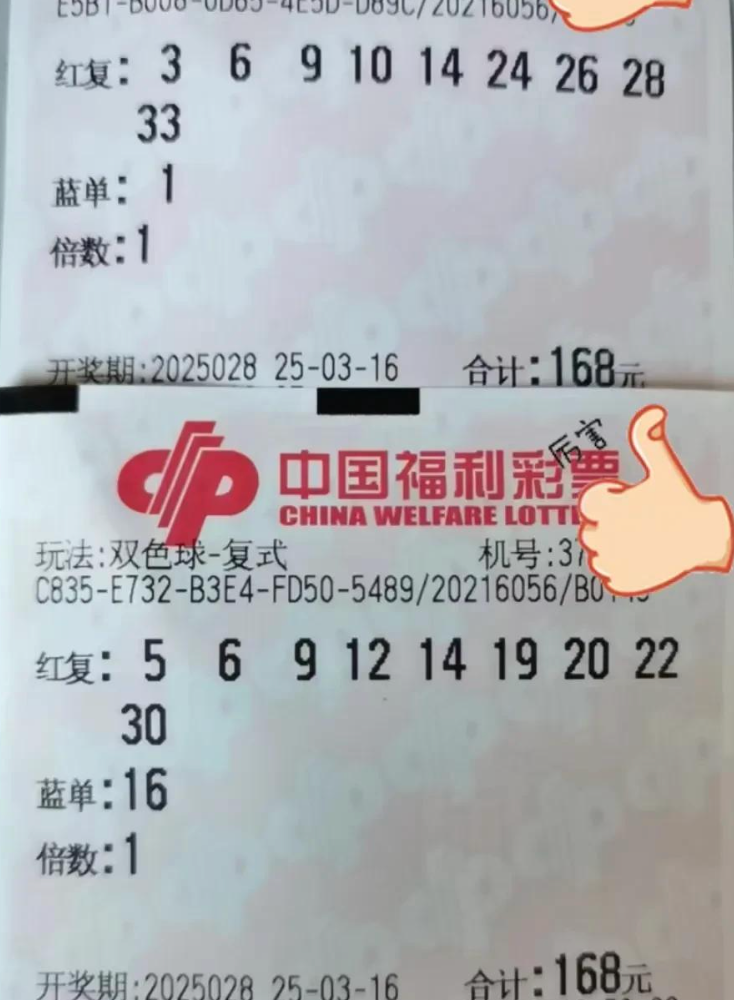 E5B1-B008-0D65-4E5D-D89C/20216056/
红复: 3 6 9 10 14 24 26 28
33
蓝单: 1
倍数:1
开奖期:2025028 25-03-16 合计:168元
厉害
中国福利彩票
CHINA WELFARE LOTT
玩法:双色球-复式 机号:37
C835-E732-B3E4-FD50-5489/20216056/B0
红复: 5 6 9 12 14 19 20 22
30
蓝单:16
倍数:1
开奖期:2025028 25-03-16 合计:168元